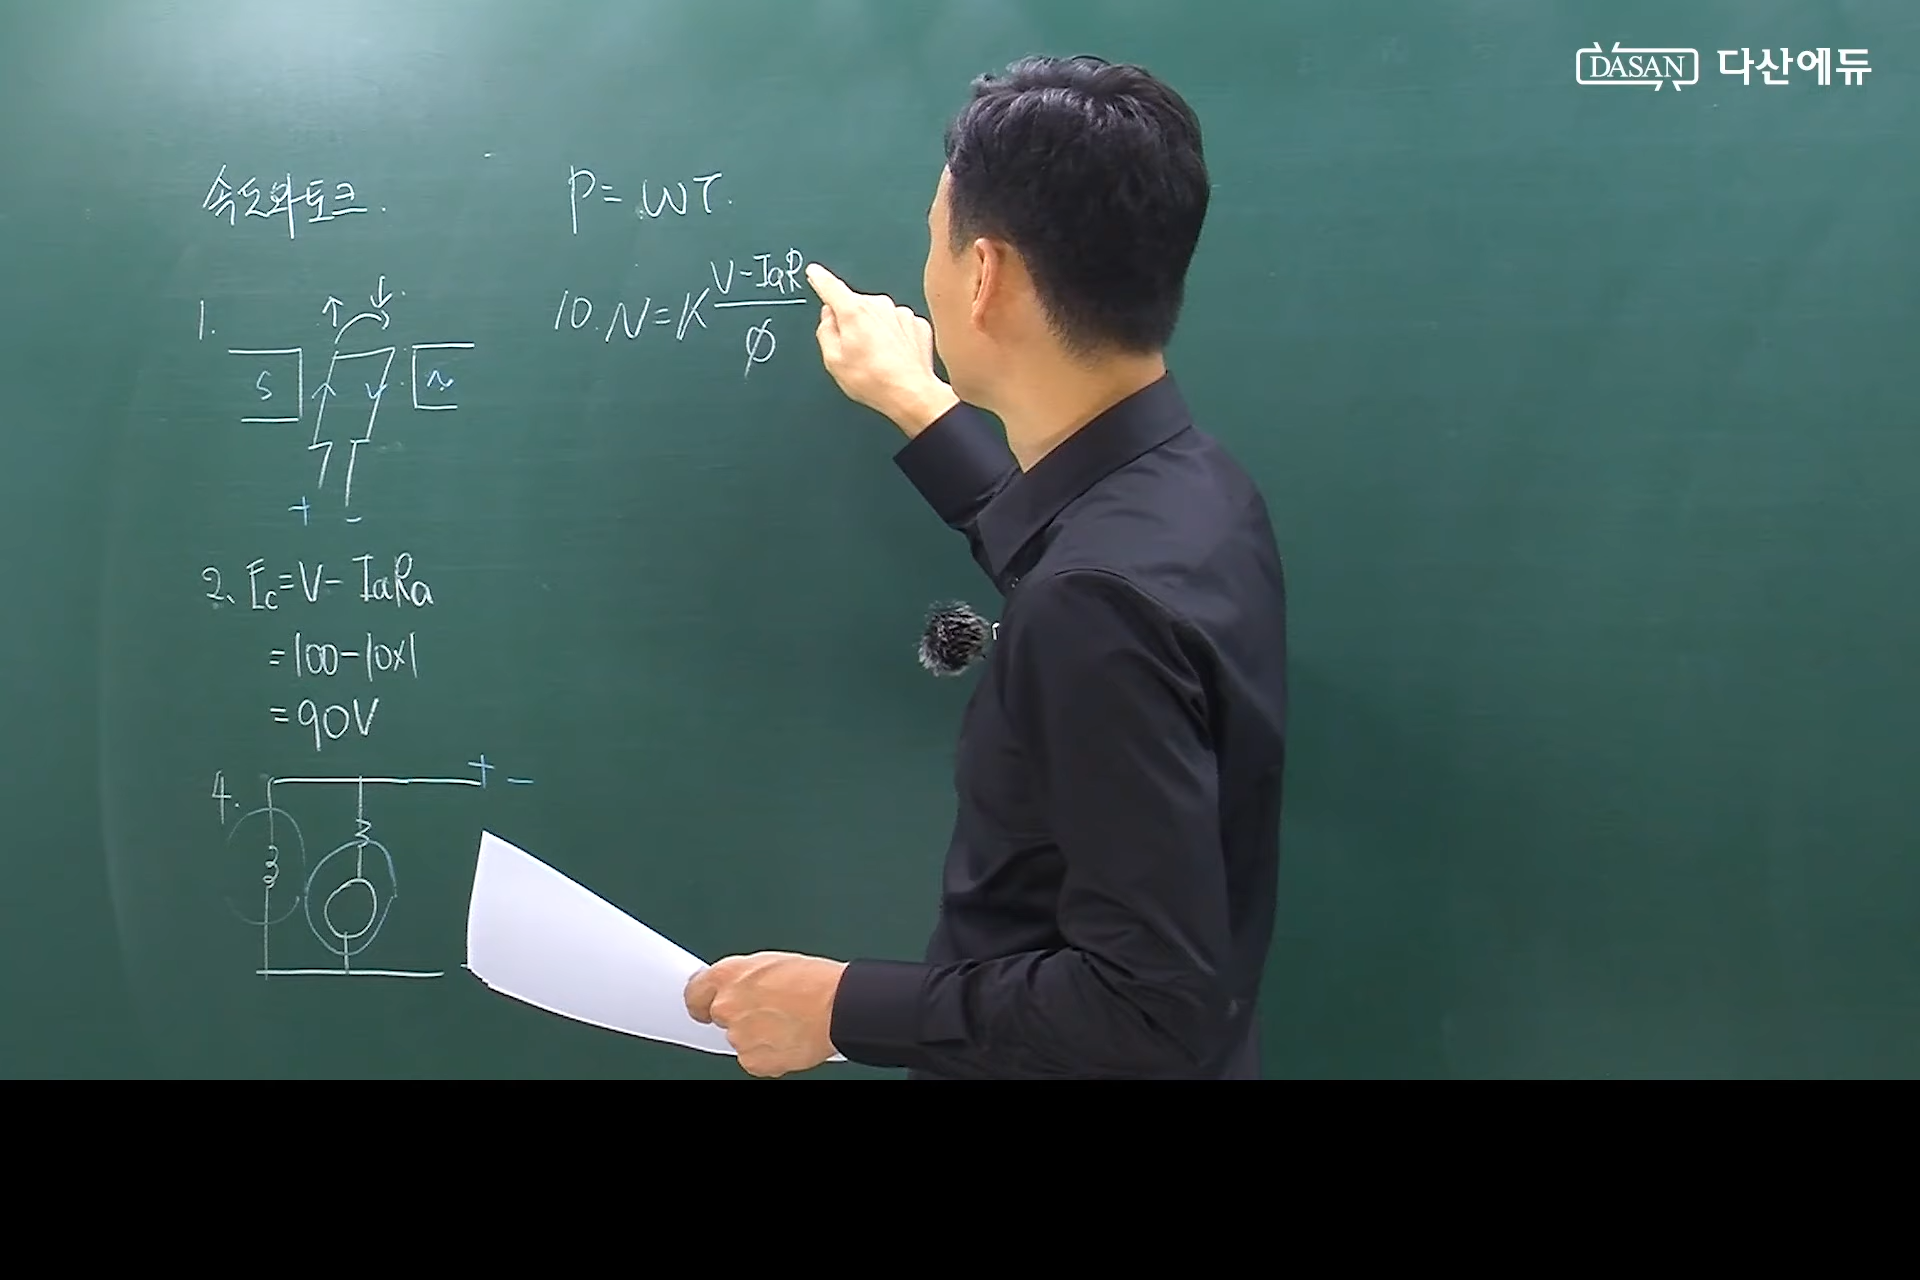 DASAN 다산에듀
속도와 토크.
1.
S N
+ -
2. Ec=V-IaRa
=100-10×1
=90V
4.
+ -
P=ωτ.
10. N=K (V-IaR)/φ